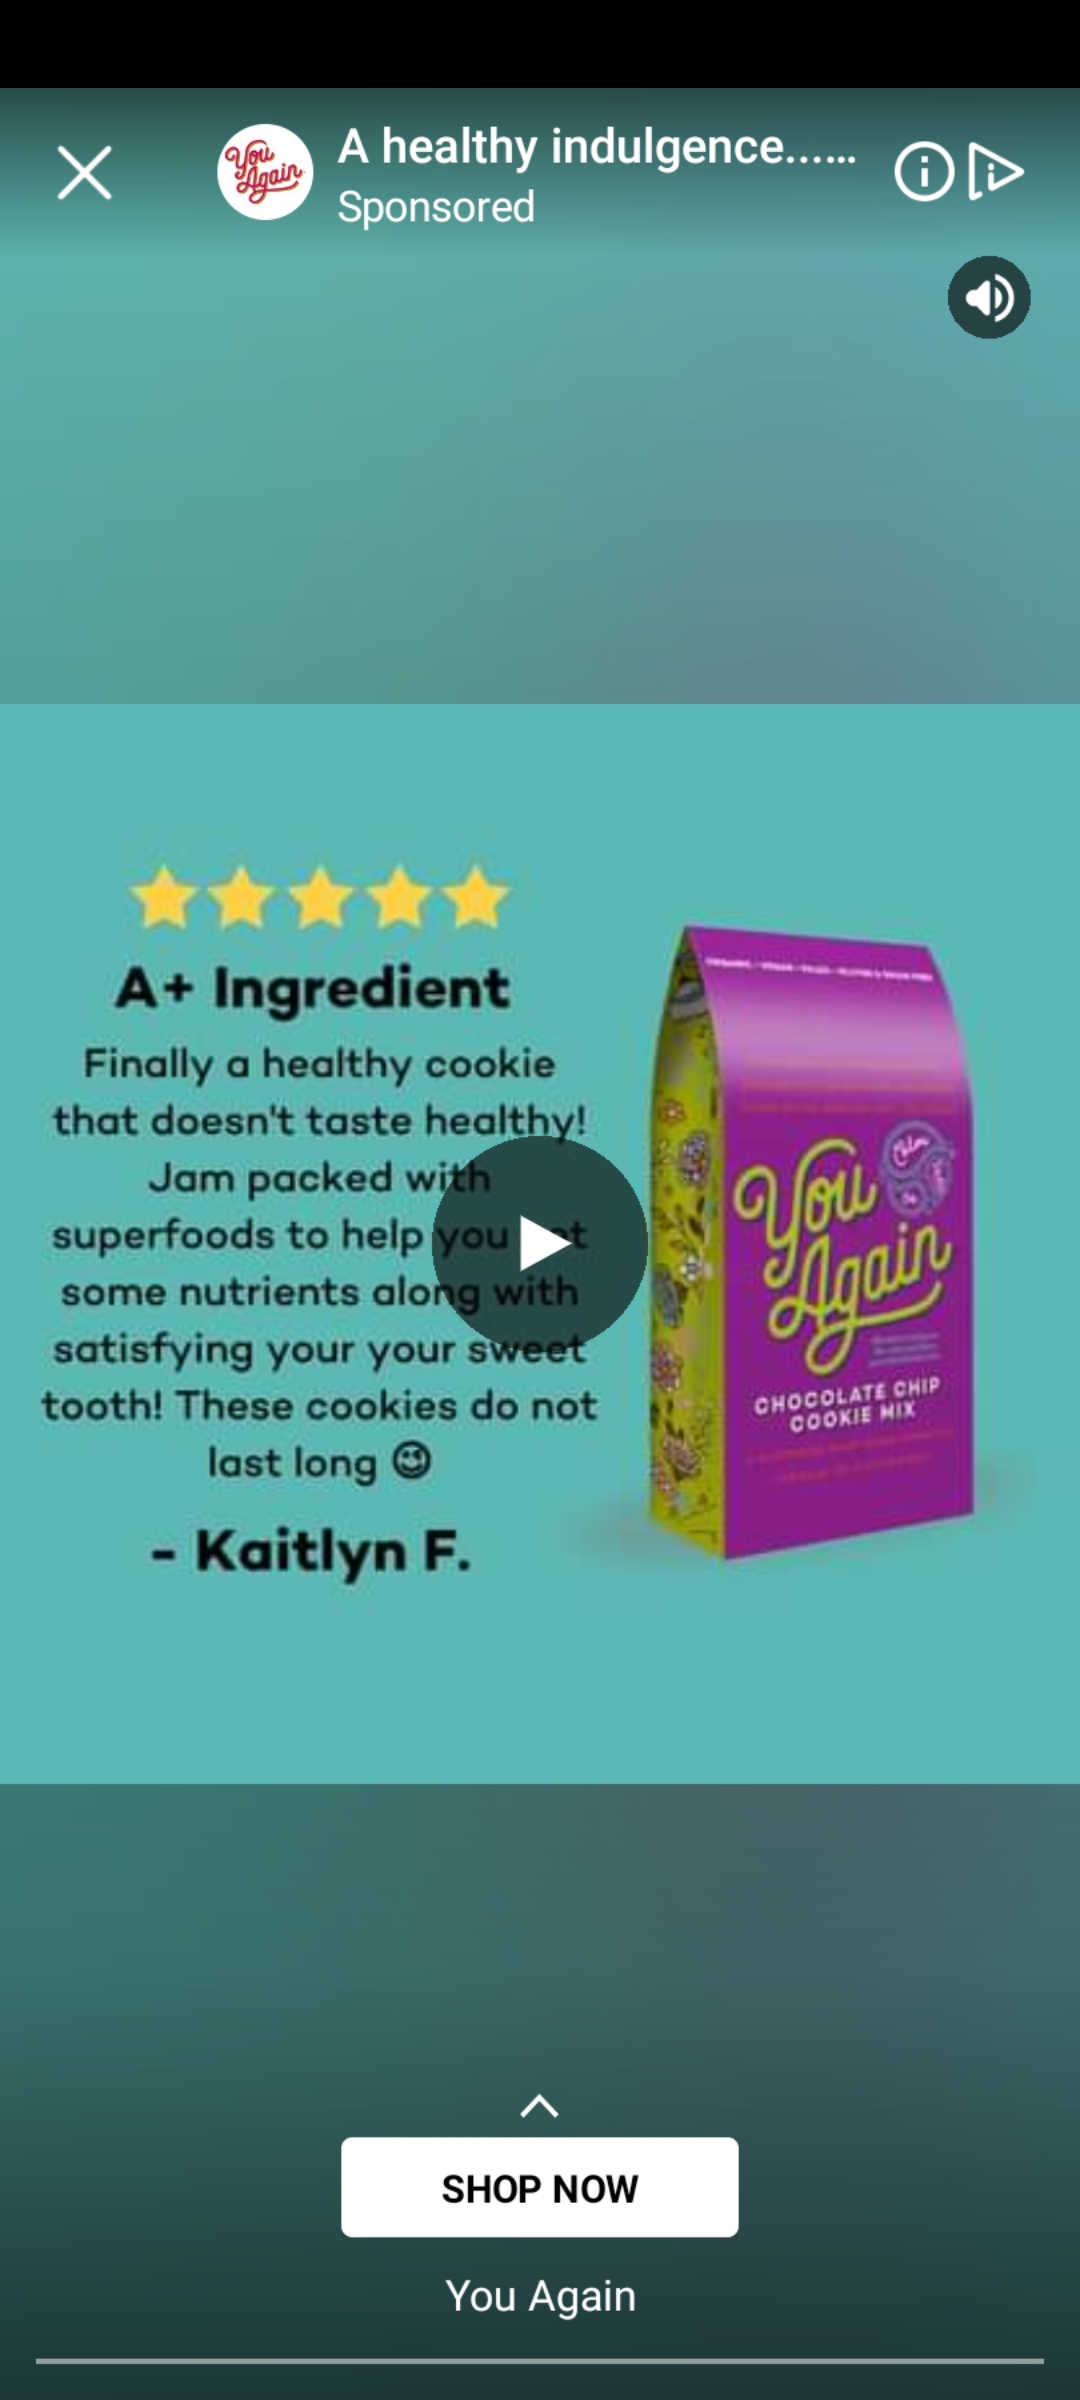 You
Again
A healthy indulgence......
Sponsored
A+ Ingredient
Finally a healthy cookie
that doesn't taste healthy!
Jam packed with
superfoods to help you
some nutrients along with
satisfying your your sweet
tooth! These cookies do not
last long
- Kaitlyn F.
You
Again
CHOCOLATE CHIP
COOKIE MIX
SHOP NOW
You Again